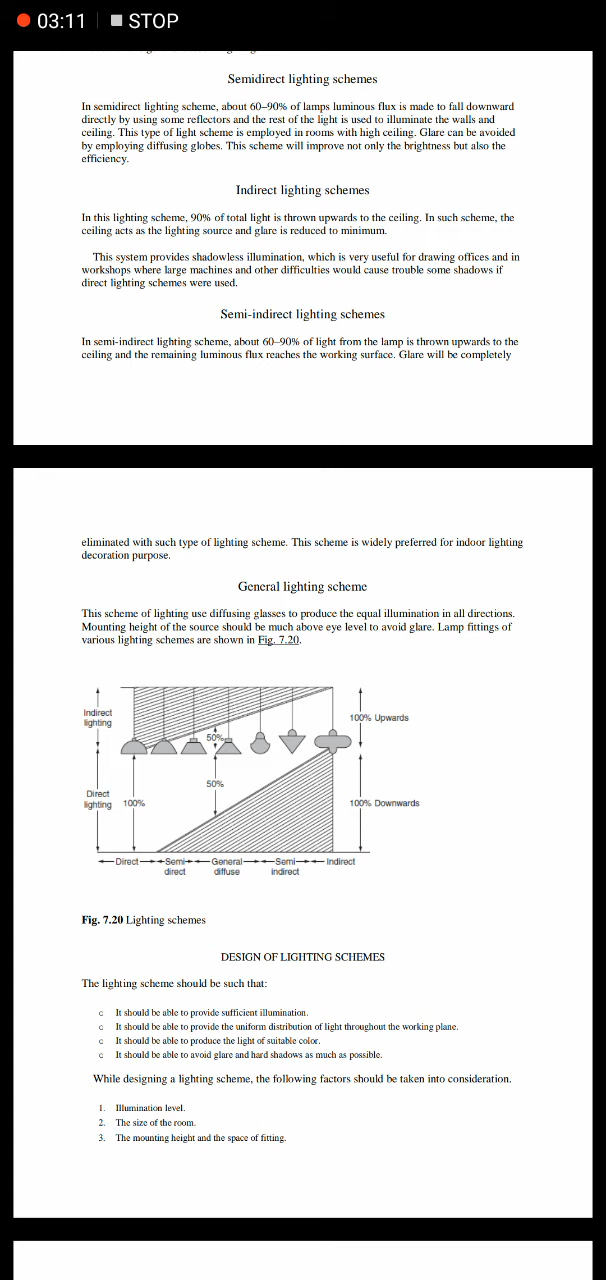 03:11 STOP
Semidirect lighting schemes
In semidirect lighting scheme, about 60–90% of lamps luminous flux is made to fall downward
directly by using some reflectors and the rest of the light is used to illuminate the walls and
ceiling. This type of light scheme is employed in rooms with high ceiling. Glare can be avoided
by employing diffusing globes. This scheme will improve not only the brightness but also the
efficiency.
Indirect lighting schemes
In this lighting scheme, 90% of total light is thrown upwards to the ceiling. In such scheme, the
ceiling acts as the lighting source and glare is reduced to minimum.
This system provides shadowless illumination, which is very useful for drawing offices and in
workshops where large machines and other difficulties would cause trouble some shadows if
direct lighting schemes were used.
Semi-indirect lighting schemes
In semi-indirect lighting scheme, about 60–90% of light from the lamp is thrown upwards to the
ceiling and the remaining luminous flux reaches the working surface. Glare will be completely
eliminated with such type of lighting scheme. This scheme is widely preferred for indoor lighting
decoration purpose.
General lighting scheme
This scheme of lighting use diffusing glasses to produce the equal illumination in all directions.
Mounting height of the source should be much above eye level to avoid glare. Lamp fittings of
various lighting schemes are shown in Fig. 7.20.
Indirect
lighting
100% Upwards
50%
50%
Direct
lighting
100%
100% Downwards
Direct
Semi-
direct
General
diffuse
Semi-
indirect
Indirect
Fig. 7.20 Lighting schemes
DESIGN OF LIGHTING SCHEMES
The lighting scheme should be such that:
o It should be able to provide sufficient illumination.
o It should be able to provide the uniform distribution of light throughout the working plane.
o It should be able to produce the light of suitable color.
o It should be able to avoid glare and hard shadows as much as possible.
While designing a lighting scheme, the following factors should be taken into consideration.
1. Illumination level.
2. The size of the room.
3. The mounting height and the space of fitting.